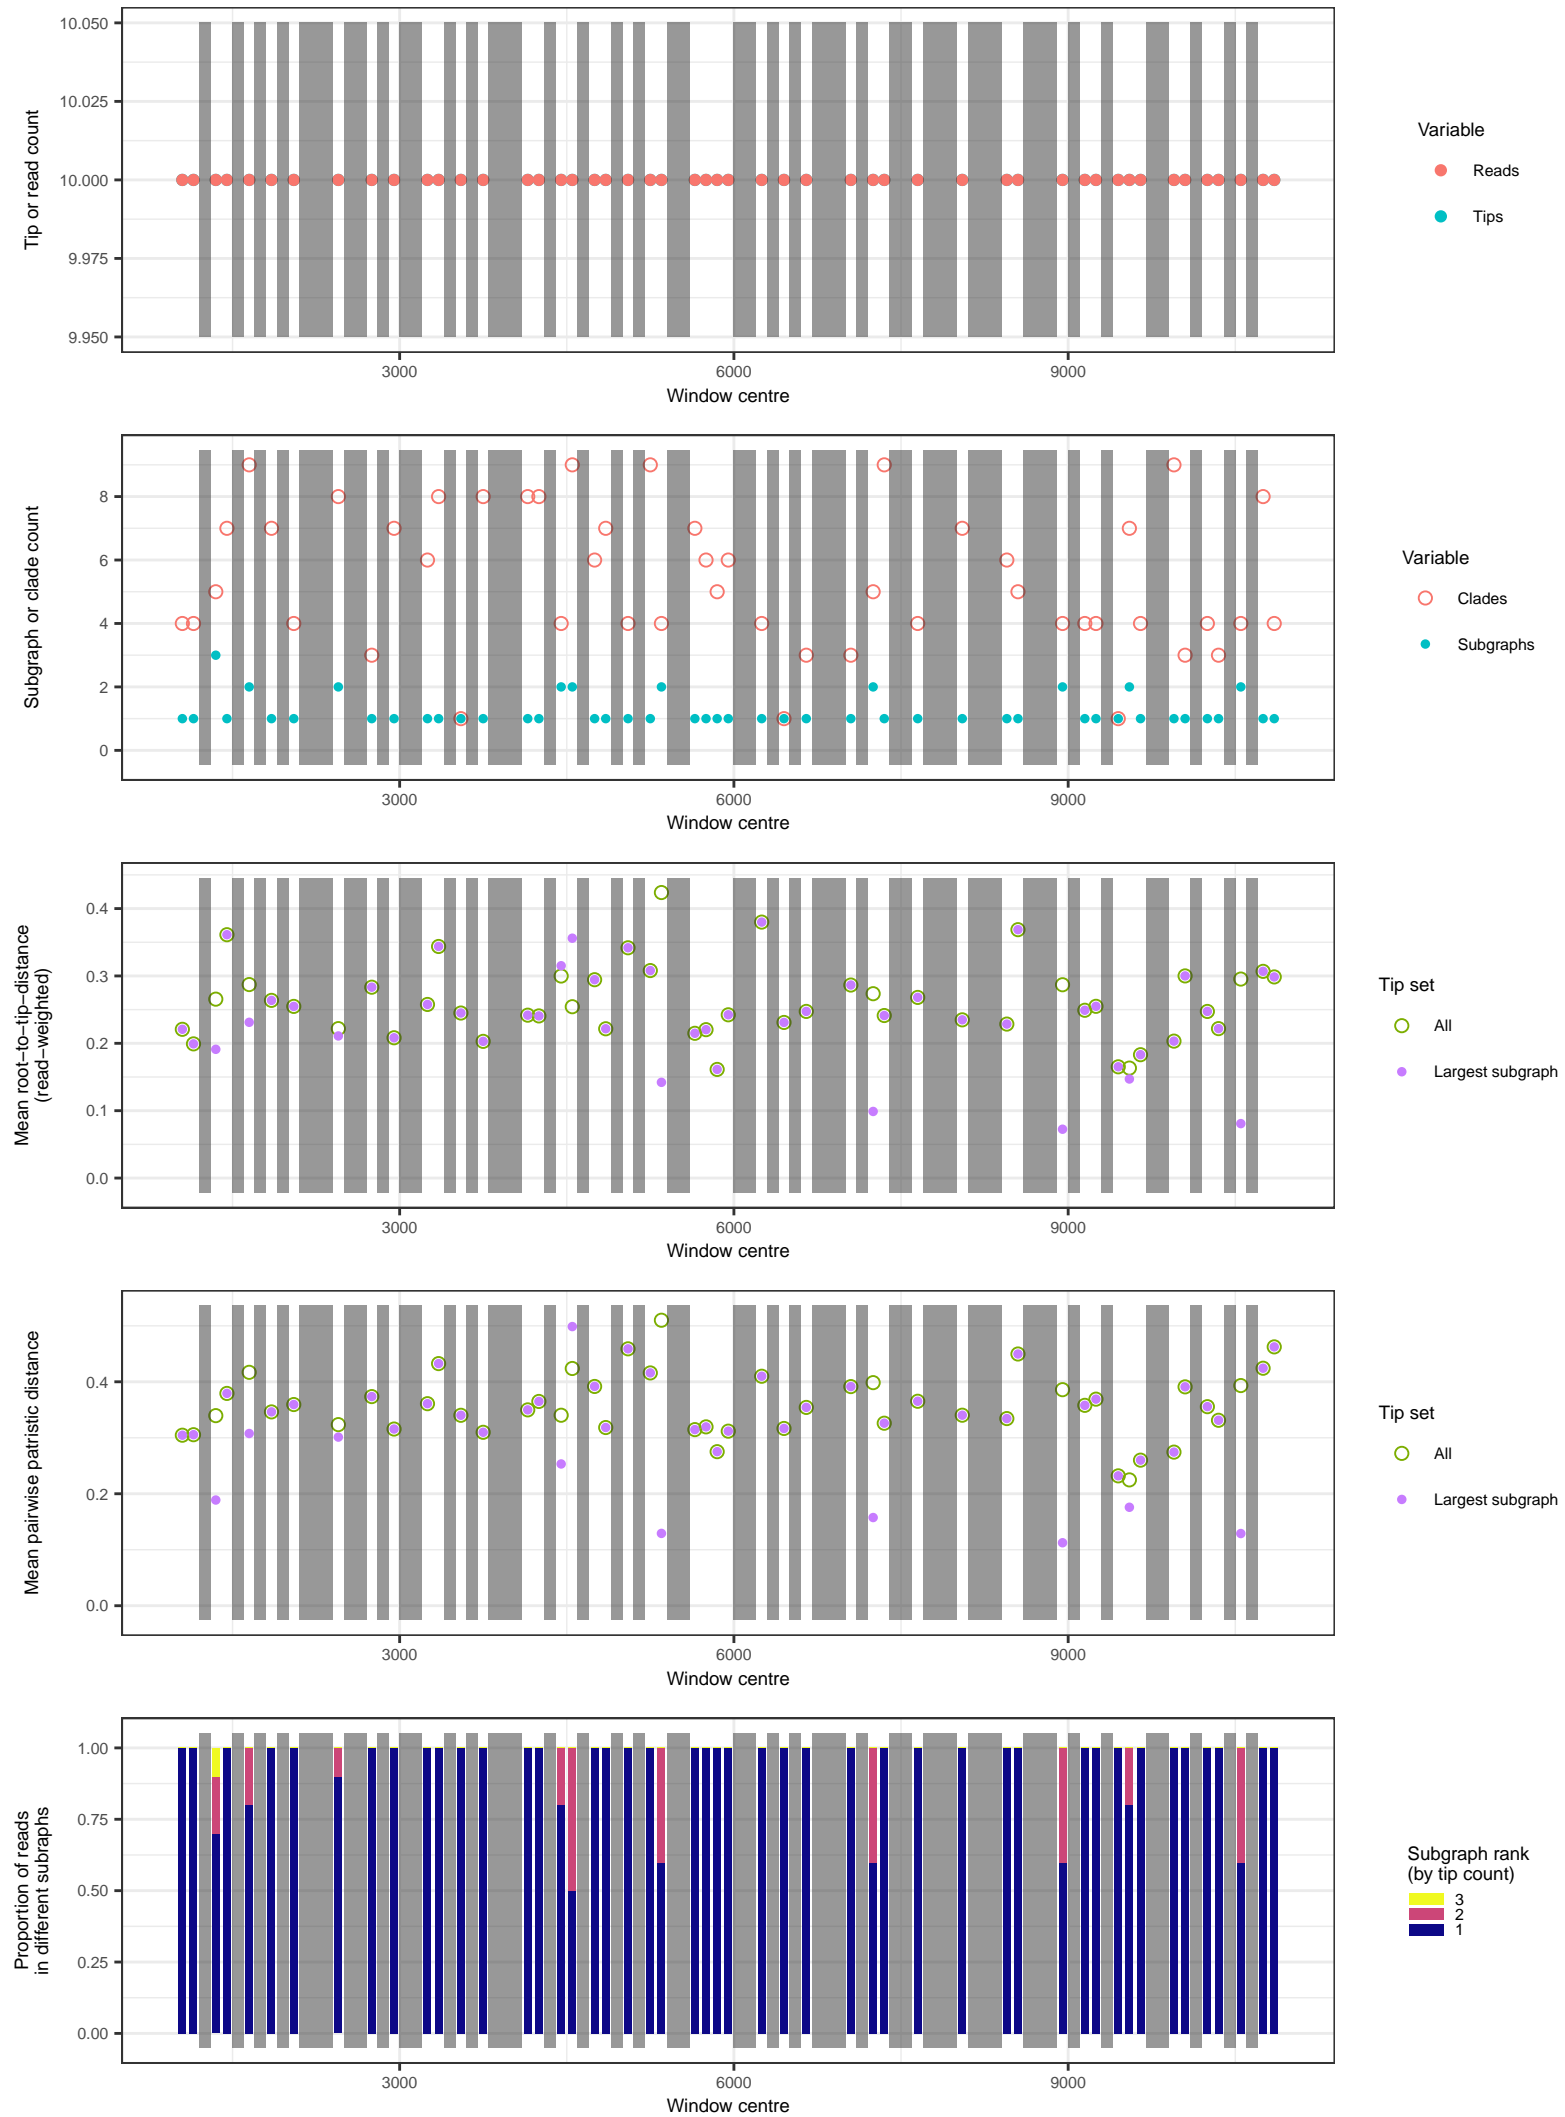 10.050
10.025
10.000
9.975
9.950
Tip or read count
3000
6000
9000
Window centre
Variable
Reads
Tips
8
6
4
2
0
Subgraph or clade count
3000
6000
9000
Window centre
Variable
Clades
Subgraphs
0.4
0.3
0.2
0.1
0.0
Mean root−to−tip−distance
(read−weighted)
3000
6000
9000
Window centre
Tip set
All
Largest subgraph
0.4
0.2
0.0
Mean pairwise patristic distance
3000
6000
9000
Window centre
Tip set
All
Largest subgraph
1.00
0.75
0.50
0.25
0.00
Proportion of reads
in different subraphs
3000
6000
9000
Window centre
Subgraph rank
(by tip count)
3
2
1